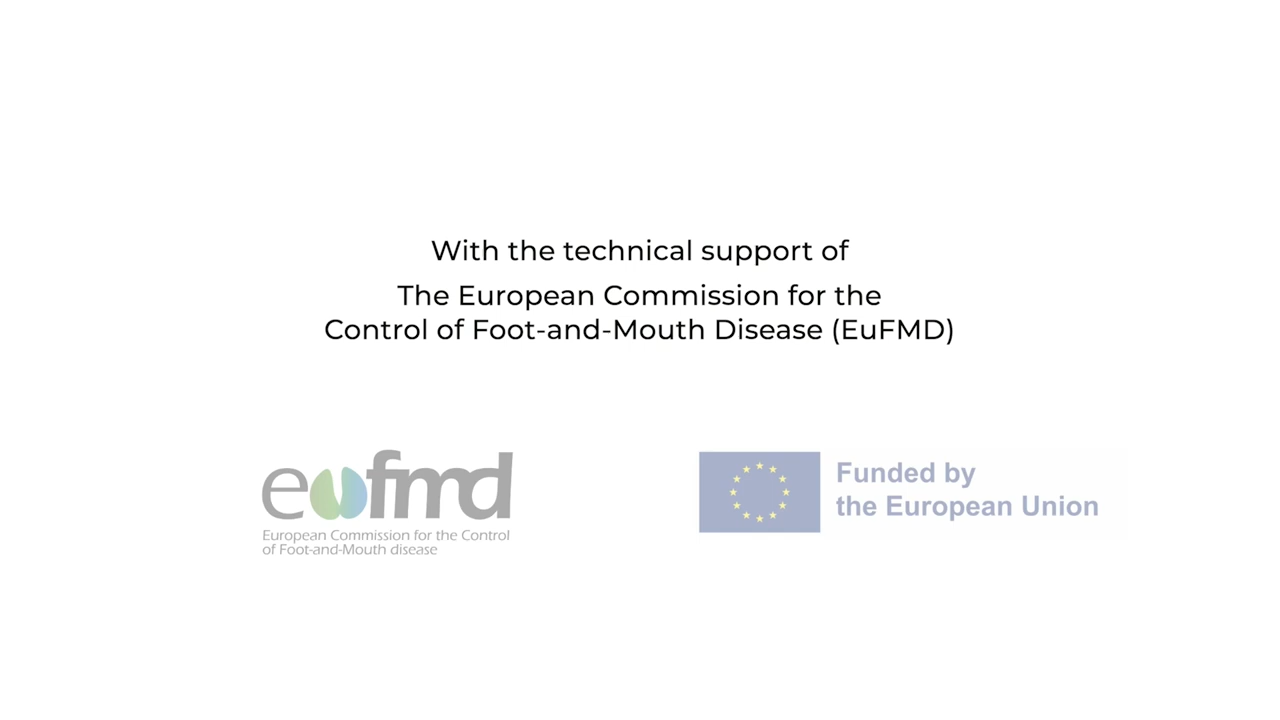 With the technical support of
The European Commission for the
Control of Foot-and-Mouth Disease (EuFMD)
eufmd
European Commission for the Control
of Foot-and-Mouth disease
Funded by
the European Union